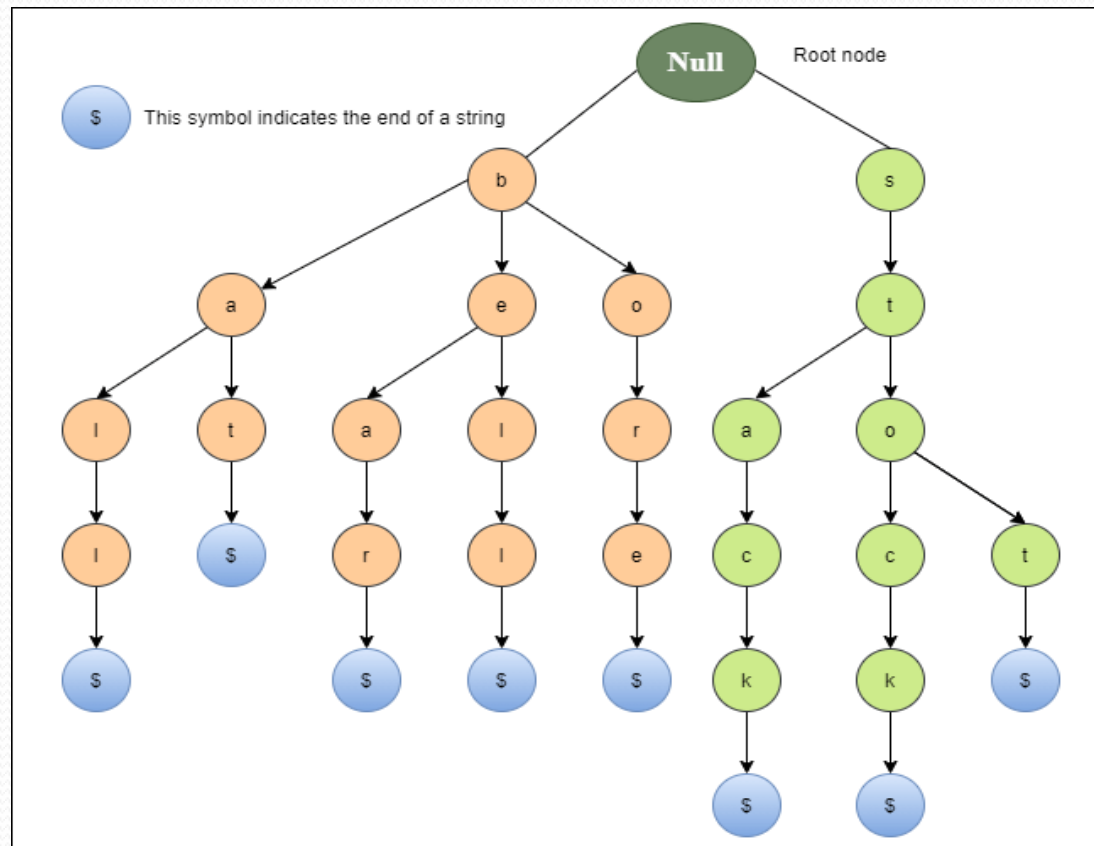 Null
Root node
$
This symbol indicates the end of a string
b
s
a
e
o
t
l
t
a
l
r
a
o
l
$
r
l
e
c
c
t
$
$
$
$
k
k
$
$
$